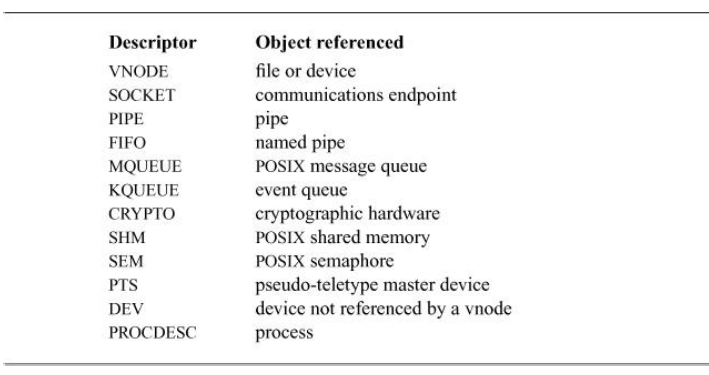 Descriptor Object referenced
VNODE file or device
SOCKET communications endpoint
PIPE pipe
FIFO named pipe
MQUEUE POSIX message queue
KQUEUE event queue
CRYPTO cryptographic hardware
SHM POSIX shared memory
SEM POSIX semaphore
PTS pseudo-teletype master device
DEV device not referenced by a vnode
PROCDESC process